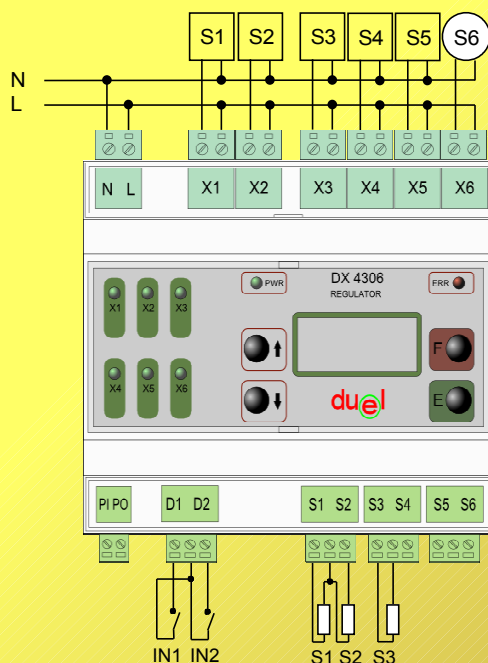 S1 S2 S3 S4 S5 S6
N
L
N L X1 X2 X3 X4 X5 X6
PWR DX 4306 ERR
REGULATOR
X1 X2 X3
F
X4 X5 X6
duel E
PI PO D1 D2 S1 S2 S3 S4 S5 S6
IN1 IN2 S1 S2 S3